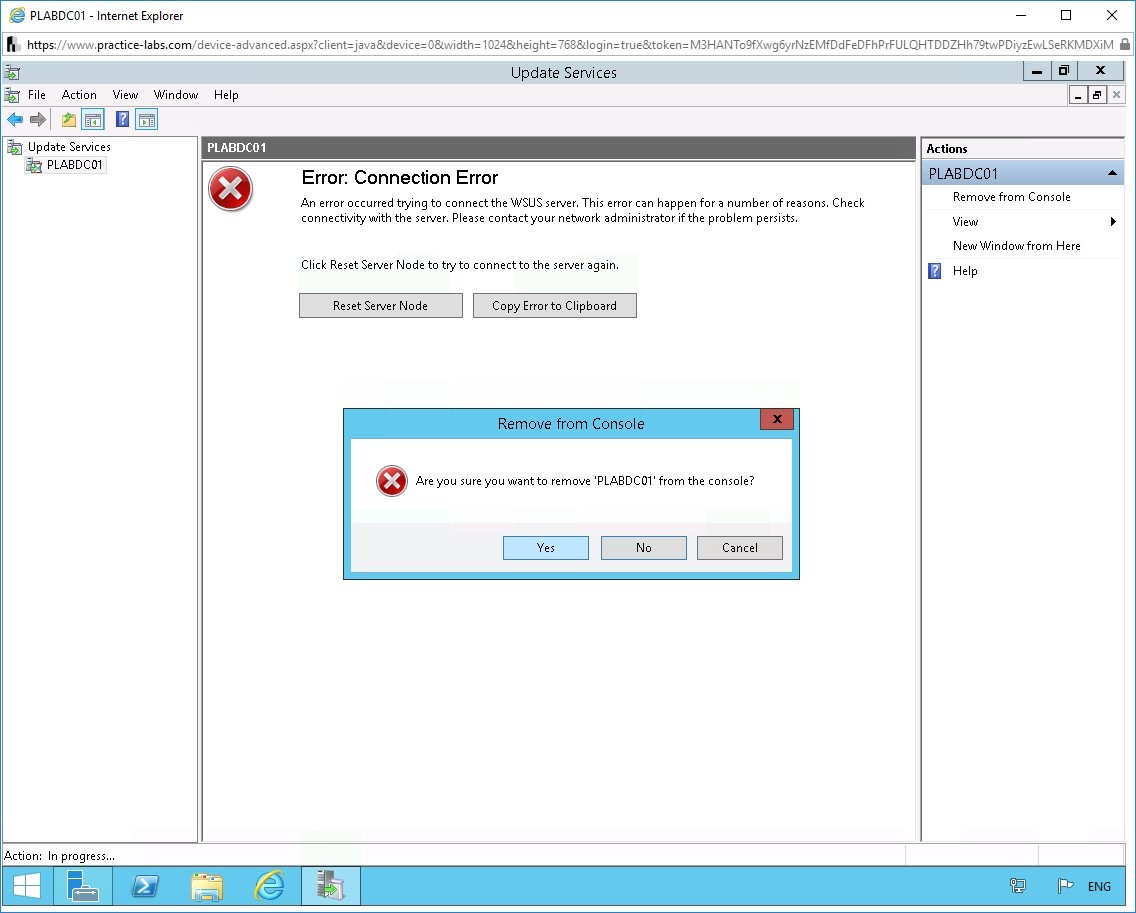 PLABDC01 - Internet Explorer
https://www.practice-labs.com/device-advanced.aspx?client=java&device=0&width=1024&height=768&login=true&token=M3HANTo9fXwg6yrNzEMfDdFeDFhPrFULQHTDDZHh79twPDiyzEwLSeRKMDXiM
Update Services
File Action View Window Help
Update Services
PLABDC01
PLABDC01
Error: Connection Error
An error occurred trying to connect the WSUS server. This error can happen for a number of reasons. Check
connectivity with the server. Please contact your network administrator if the problem persists.
Click Reset Server Node to try to connect to the server again.
Reset Server Node Copy Error to Clipboard
Actions
PLABDC01
Remove from Console
View
New Window from Here
Help
Remove from Console
Are you sure you want to remove 'PLABDC01' from the console?
Yes No Cancel
Action: In progress...
ENG